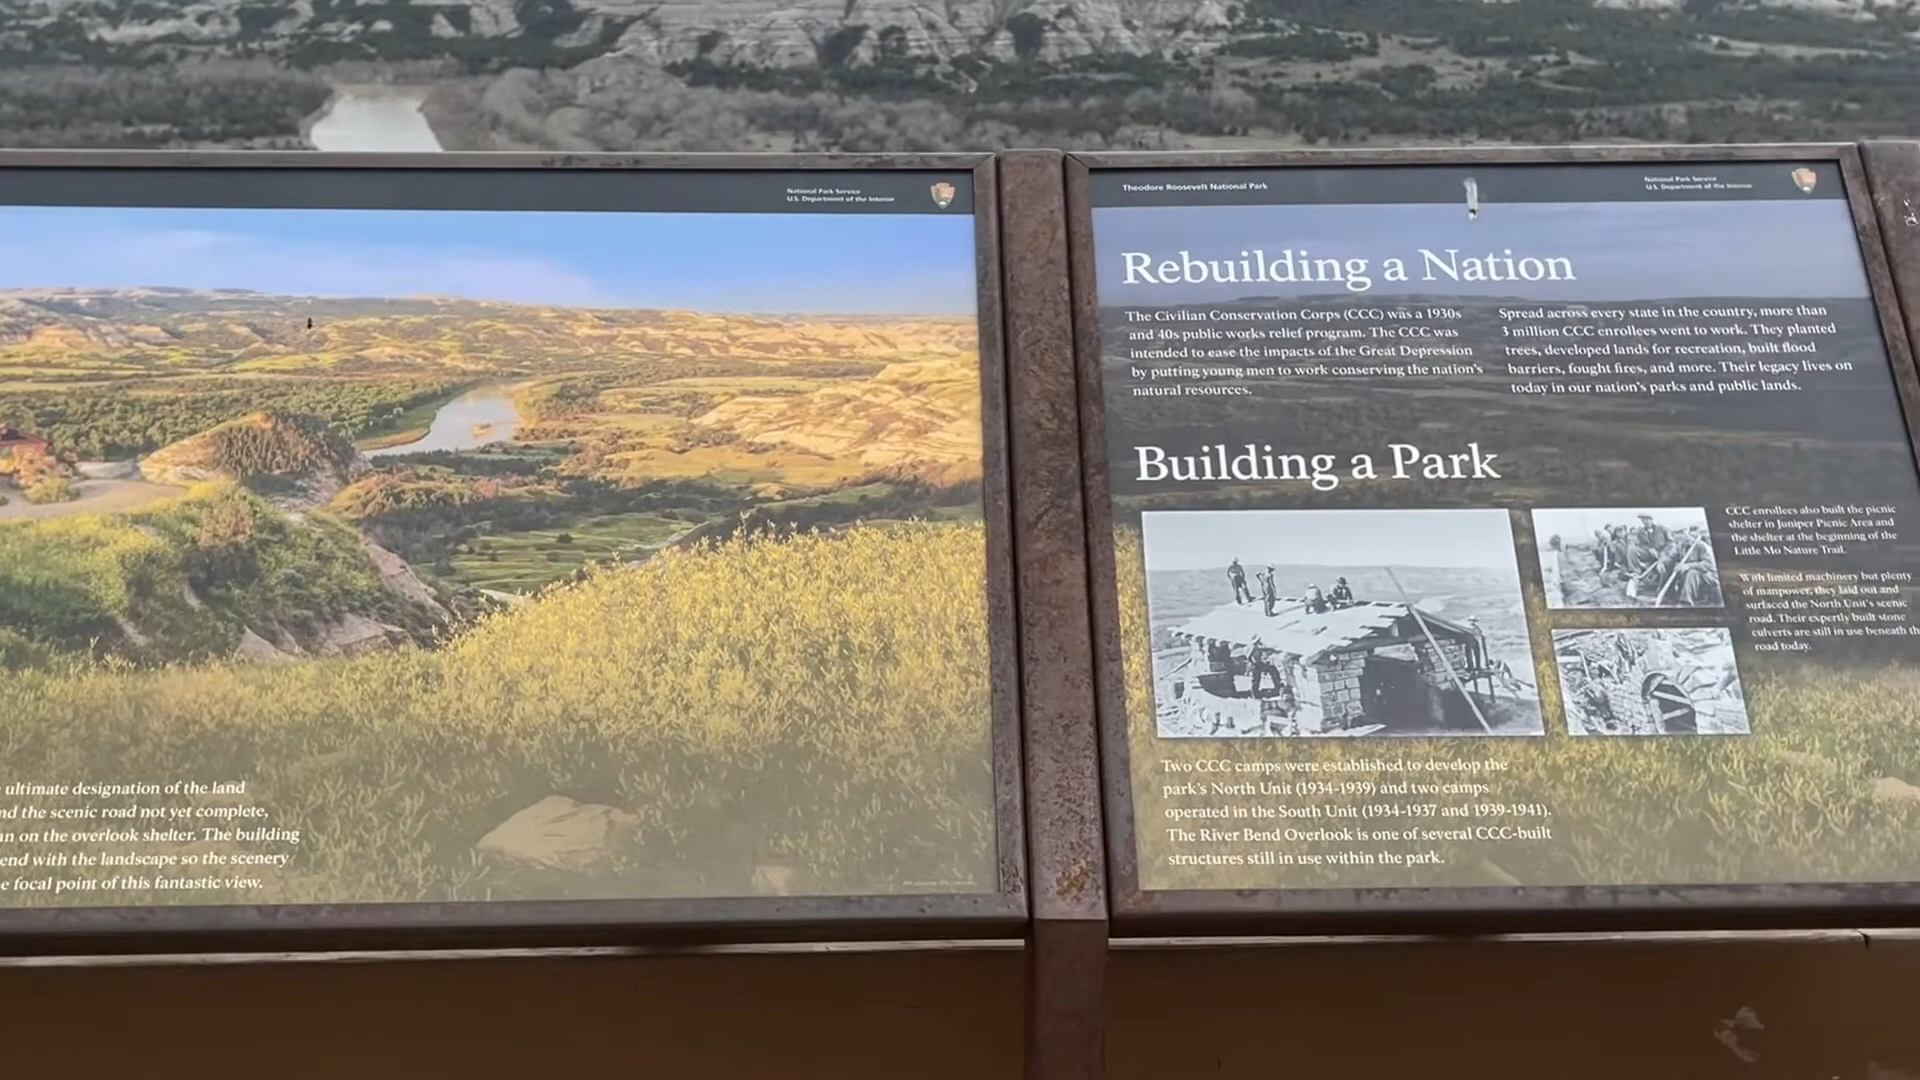 National Park Service
U.S. Department of the Interior
ultimate designation of the land
nd the scenic road not yet complete,
an on the overlook shelter. The building
end with the landscape so the scenery
e focal point of this fantastic view.
Theodore Roosevelt National Park
National Park Service
U.S. Department of the Interior
Rebuilding a Nation
The Civilian Conservation Corps (CCC) was a 1930s
and 40s public works relief program. The CCC was
intended to ease the impacts of the Great Depression
by putting young men to work conserving the nation's
natural resources.
Spread across every state in the country, more than
3 million CCC enrollees went to work. They planted
trees, developed lands for recreation, built flood
barriers, fought fires, and more. Their legacy lives on
today in our nation's parks and public lands.
Building a Park
CCC enrollees also built the picnic
shelter in Juniper Picnic Area and
the shelter at the beginning of the
Little Mo Nature Trail.
With limited machinery but plenty
of manpower, they laid out and
surfaced the North Unit's scenic
road. Their expertly built stone
culverts are still in use beneath th
road today.
Two CCC camps were established to develop the
park's North Unit (1934-1939) and two camps
operated in the South Unit (1934-1937 and 1939-1941).
The River Bend Overlook is one of several CCC-built
structures still in use within the park.